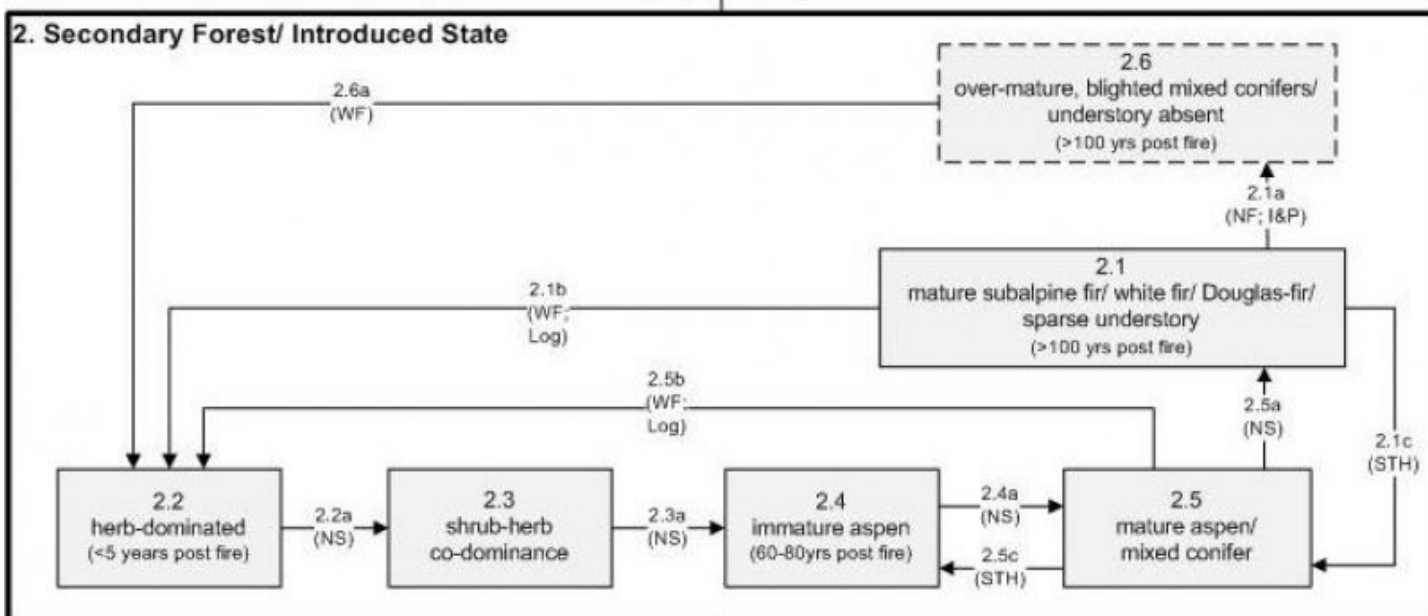 2. Secondary Forest/ Introduced State
2.6
over-mature, blighted mixed conifers/
understory absent
(>100 yrs post fire)
2.6a
(WF)
2.1a
(NF; I&P)
2.1
mature subalpine fir/ white fir/ Douglas-fir/
sparse understory
(>100 yrs post fire)
2.1b
(WF;
Log)
2.5b
(WF;
Log)
2.5a
(NS)
2.1c
(STH)
2.2
herb-dominated
(<5 years post fire)
2.2a
(NS)
2.3
shrub-herb
co-dominance
2.3a
(NS)
2.4
immature aspen
(60-80yrs post fire)
2.4a
(NS)
2.5c
(STH)
2.5
mature aspen/
mixed conifer